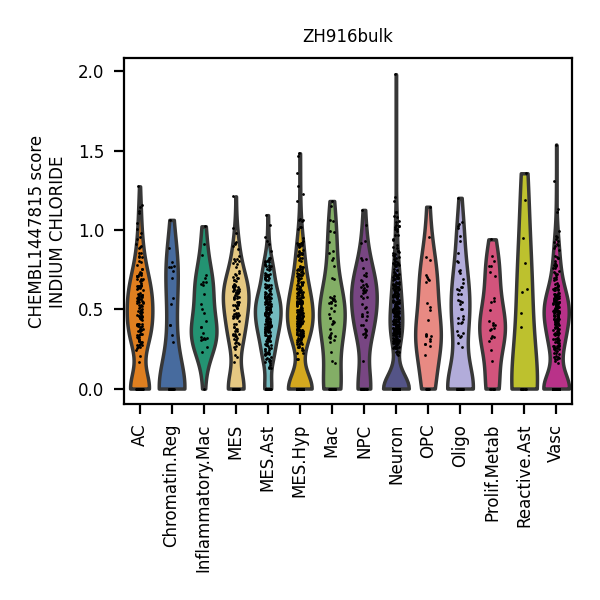 ZH916bulk
CHEMBL1447815 score
INDIUM CHLORIDE
2.0
1.5
1.0
0.5
0.0
AC
Chromatin.Reg
Inflammatory.Mac
MES
MES.Ast
MES.Hyp
Mac
NPC
Neuron
OPC
Oligo
Prolif.Metab
Reactive.Ast
Vasc